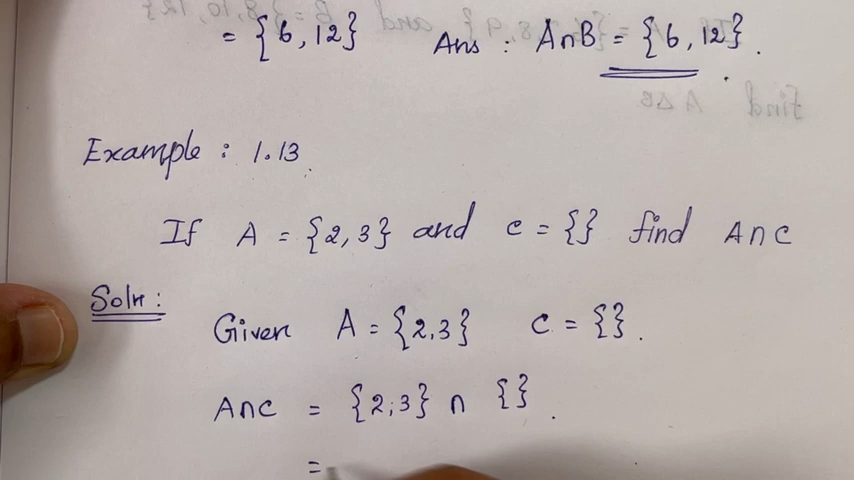 = {6, 12} Ans : A∩B = {6, 12}.
find A∆B
Example : 1.13
If A = {2, 3} and c = {} find A∩C
Soln :
Given A = {2,3} C = {}.
A∩C = {2,3} ∩ {}.
=